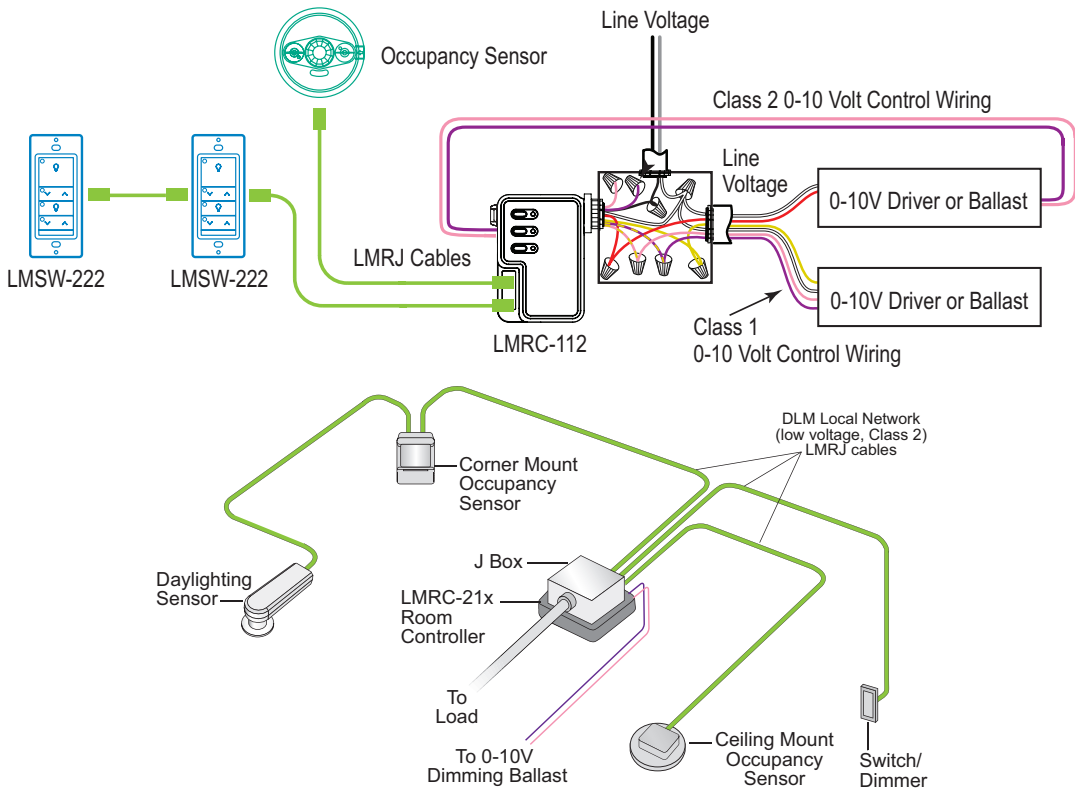 Line Voltage
Occupancy Sensor
Class 2 0-10 Volt Control Wiring
Line
Voltage
0-10V Driver or Ballast
LMSW-222
LMSW-222
LMRJ Cables
0-10V Driver or Ballast
LMRC-112
Class 1
0-10 Volt Control Wiring
DLM Local Network
(low voltage, Class 2)
LMRJ cables
Corner Mount
Occupancy
Sensor
J Box
Daylighting
Sensor
LMRC-21x
Room
Controller
To
Load
To 0-10V
Dimming Ballast
Ceiling Mount
Occupancy
Sensor
Switch/
Dimmer